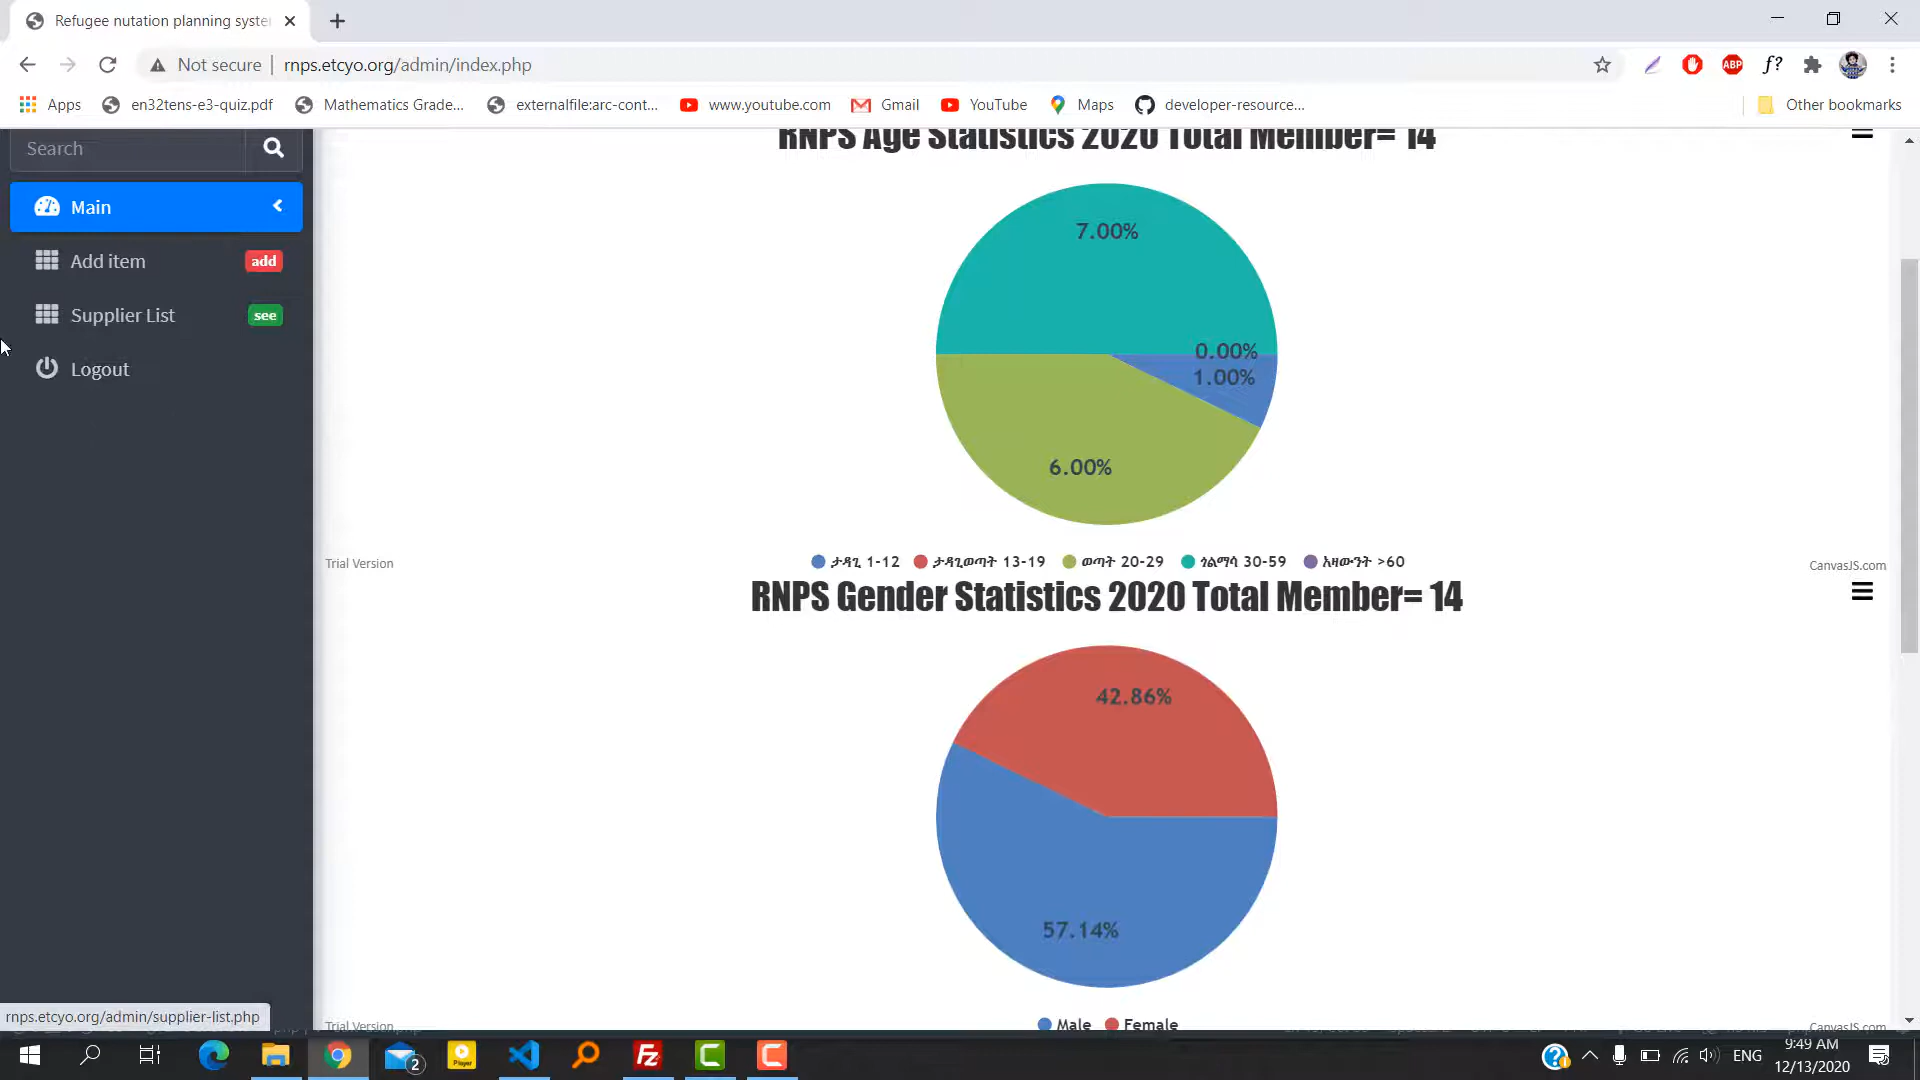 Refugee nutation planning syste
Not secure
rnps.etcyo.org/admin/index.php
ABP
f?
Apps
en32tens-e3-quiz.pdf
Mathematics Grade...
externalfile:arc-cont...
www.youtube.com
Gmail
YouTube
Maps
developer-resource...
Other bookmarks
Search
Main
Add item
add
Supplier List
see
Logout
RNPS Age Statistics 2020 Total Member= 14
7.00%
0.00%
1.00%
6.00%
ታዳጊ 1-12
ታዳጊወጣት 13-19
ወጣት 20-29
ጎልማሳ 30-59
አዛውንት >60
Trial Version
CanvasJS.com
RNPS Gender Statistics 2020 Total Member= 14
42.86%
57.14%
Male
Female
Trial Version
CanvasJS.com
rnps.etcyo.org/admin/supplier-list.php
2
Player
Fz
ENG
9:49 AM
12/13/2020